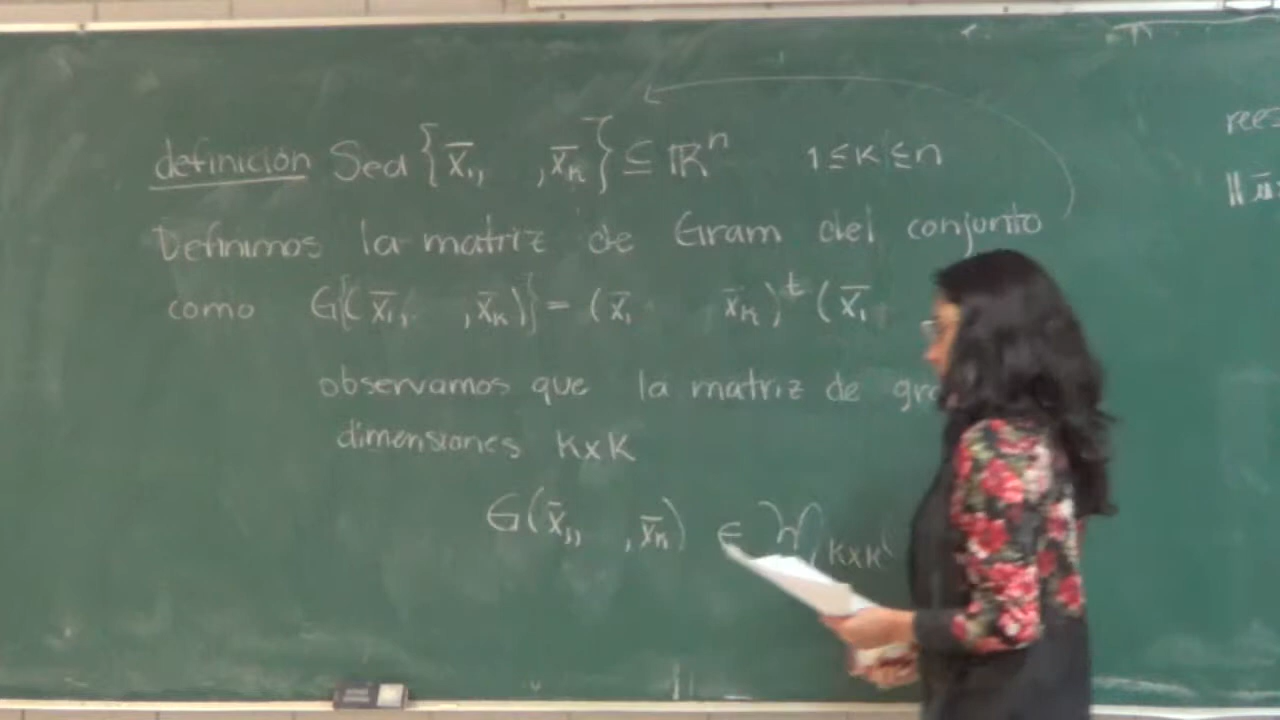 definición Sea {x̄₁, , x̄ₖ} ⊆ ℝⁿ 1 ≤ k ≤ n
Definimos la matriz de Gram del conjunto
como G{(x̄₁, , x̄ₖ)} = (x̄₁ x̄ₖ)ᵗ (x̄₁
observamos que la matriz de gra
dimensiones k×k
G(x̄₁, , x̄ₖ) ∈ M k×k